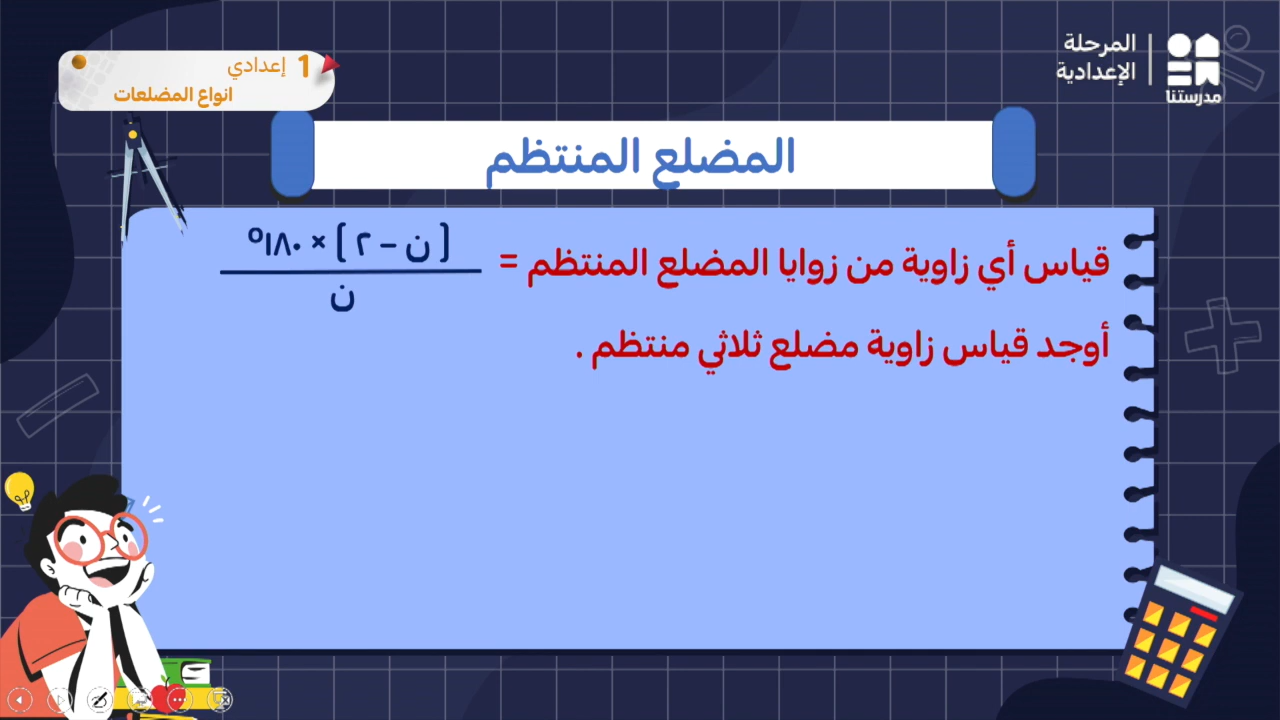 المرحلة
الإعدادية
مدرستنا
1 إعدادي
انواع المضلعات
المضلع المنتظم
قياس أي زاوية من زوايا المضلع المنتظم = ( ن – ٢ ) × ١٨٠°
ن
أوجد قياس زاوية مضلع ثلاثي منتظم .